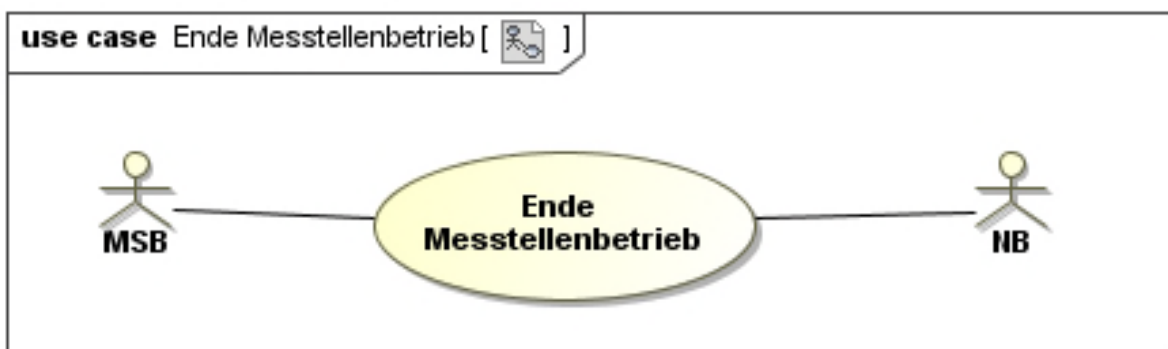 use case Ende Messtellenbetrieb [ ]
Ende
Messtellenbetrieb
MSB
NB